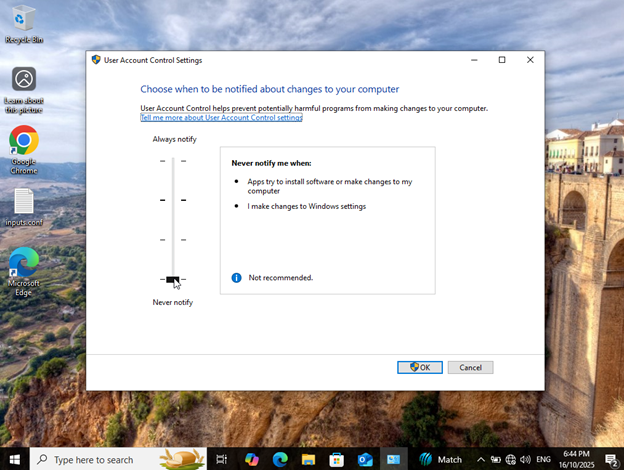 Recycle Bin
Learn about
this picture
Google
Chrome
inputs.conf
Microsoft
Edge
User Account Control Settings
Choose when to be notified about changes to your computer
User Account Control helps prevent potentially harmful programs from making changes to your computer.
Tell me more about User Account Control settings
Always notify
Never notify me when:
• Apps try to install software or make changes to my
computer
• I make changes to Windows settings
Not recommended.
Never notify
OK
Cancel
Type here to search
Match
ENG
6:44 PM
16/10/2025
2